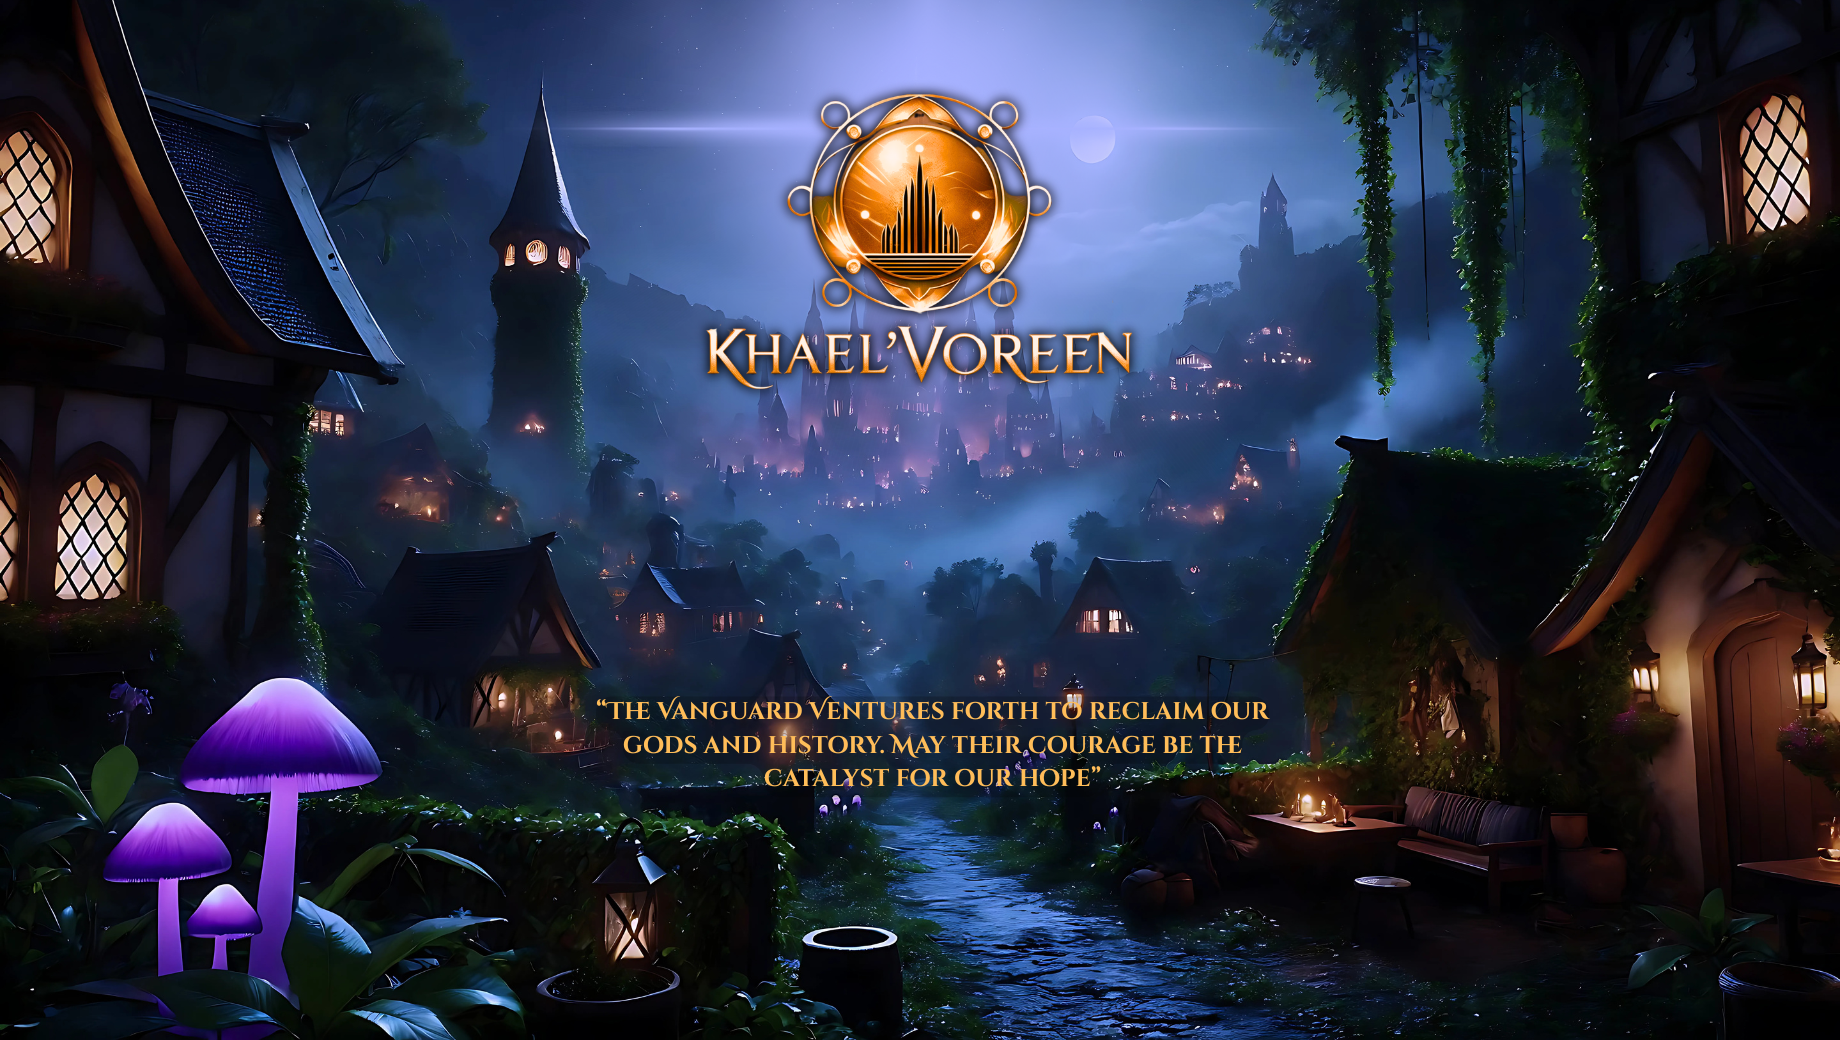 KHAEL'VOREEN
“THE VANGUARD VENTURES FORTH TO RECLAIM OUR
GODS AND HISTORY. MAY THEIR COURAGE BE THE
CATALYST FOR OUR HOPE”